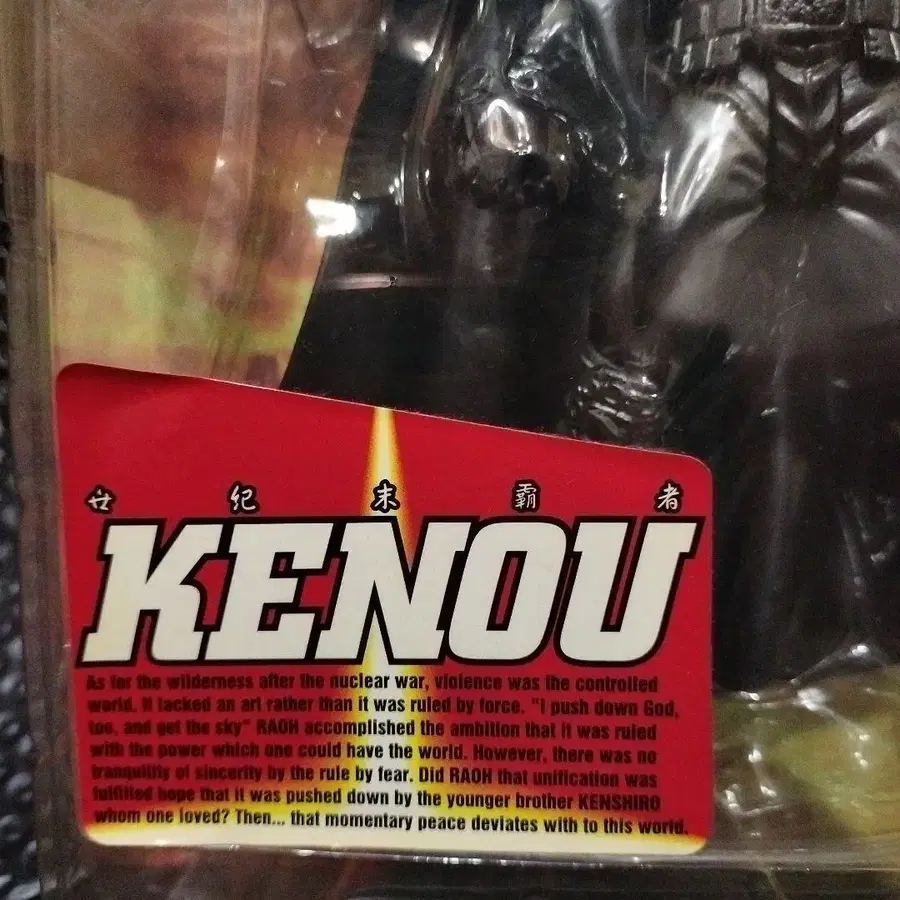 世紀末覇者
KENOU
As for the wilderness after the nuclear war, violence was the controlled
world. It lacked an art rather than it was ruled by force. "I push down God,
too, and get the sky" RAOH accomplished the ambition that it was ruled
with the power which one could have the world. However, there was no
tranquility of sincerity by the rule by fear. Did RAOH that unification was
fulfilled hope that it was pushed down by the younger brother KENSHIRO
whom one loved? Then... that momentary peace deviates with to this world.